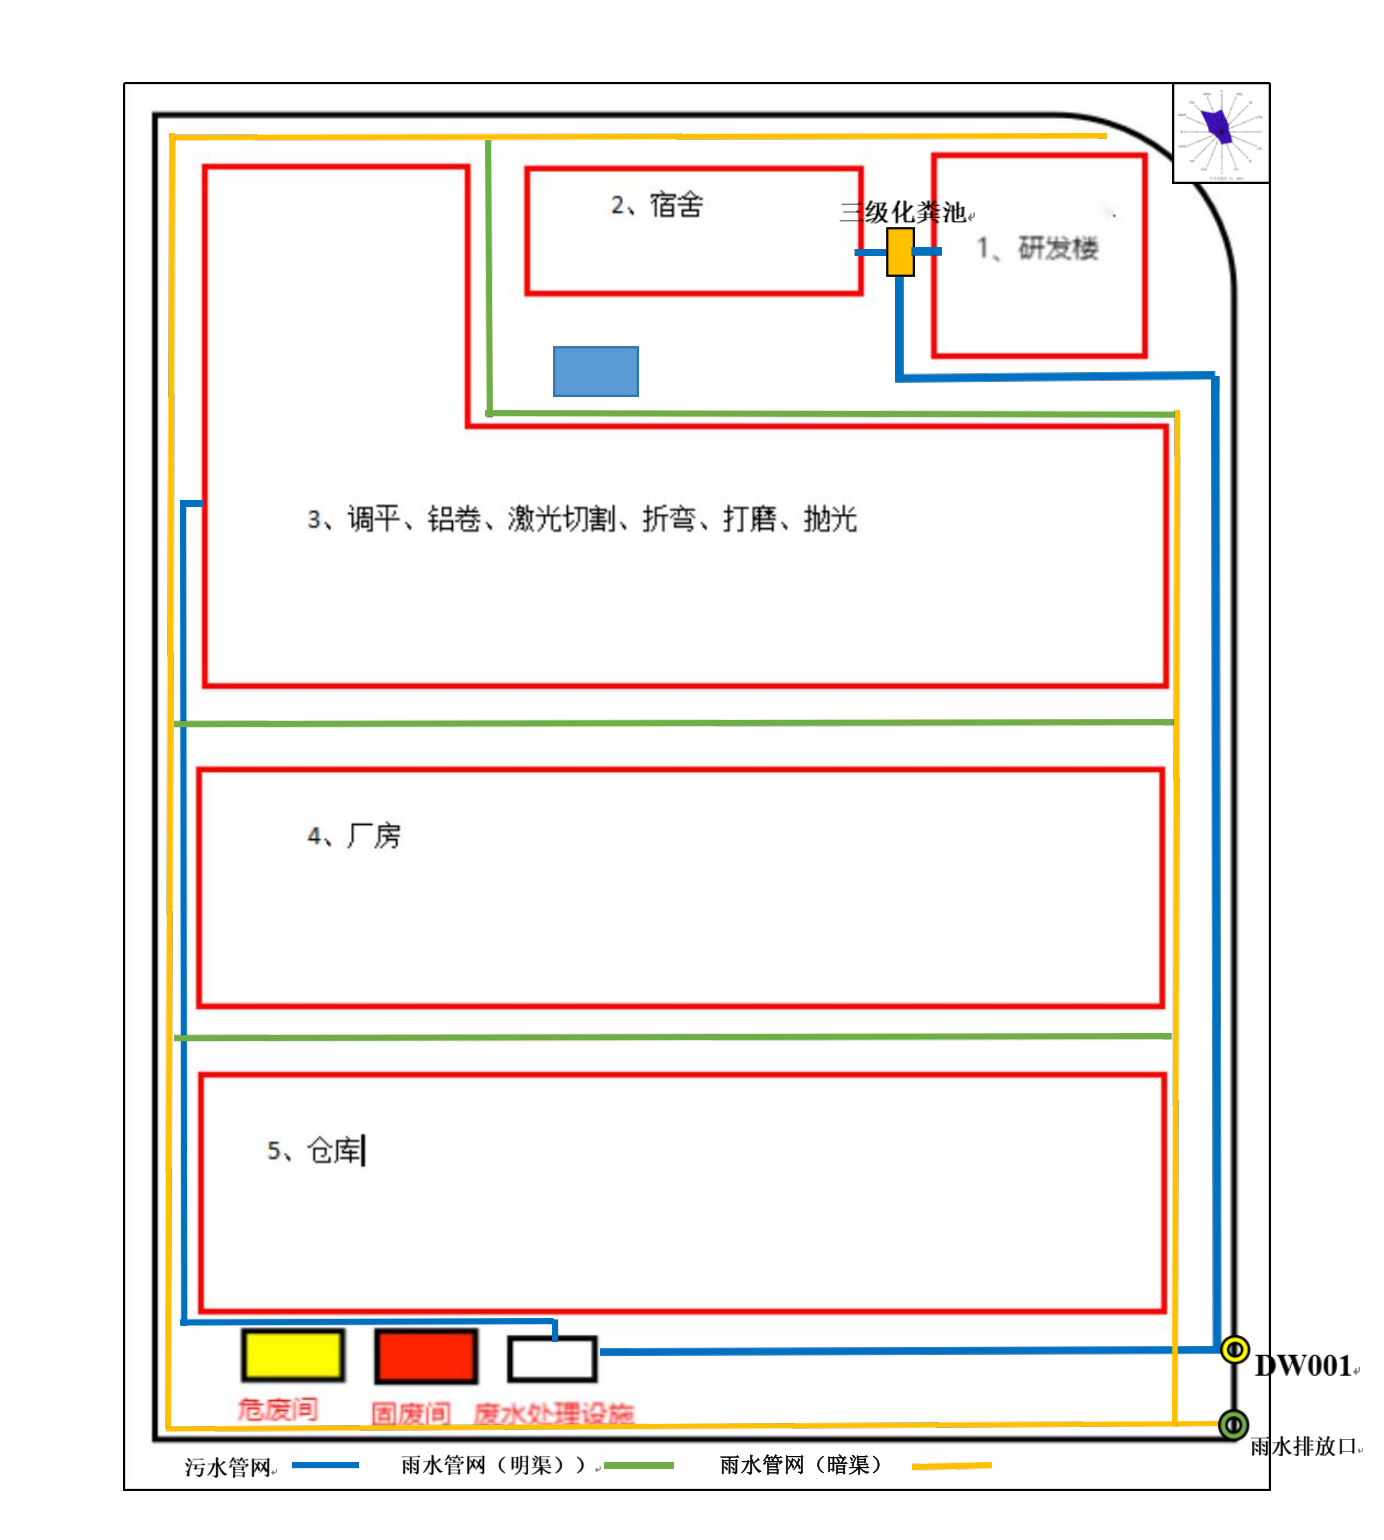 2、宿舍
三级化粪池
1、研发楼
3、调平、铝卷、激光切割、折弯、打磨、抛光
4、厂房
5、仓库
DW001
危废间
固废间
废水处理设施
雨水排放口
污水管网
雨水管网（明渠））
雨水管网（暗渠）